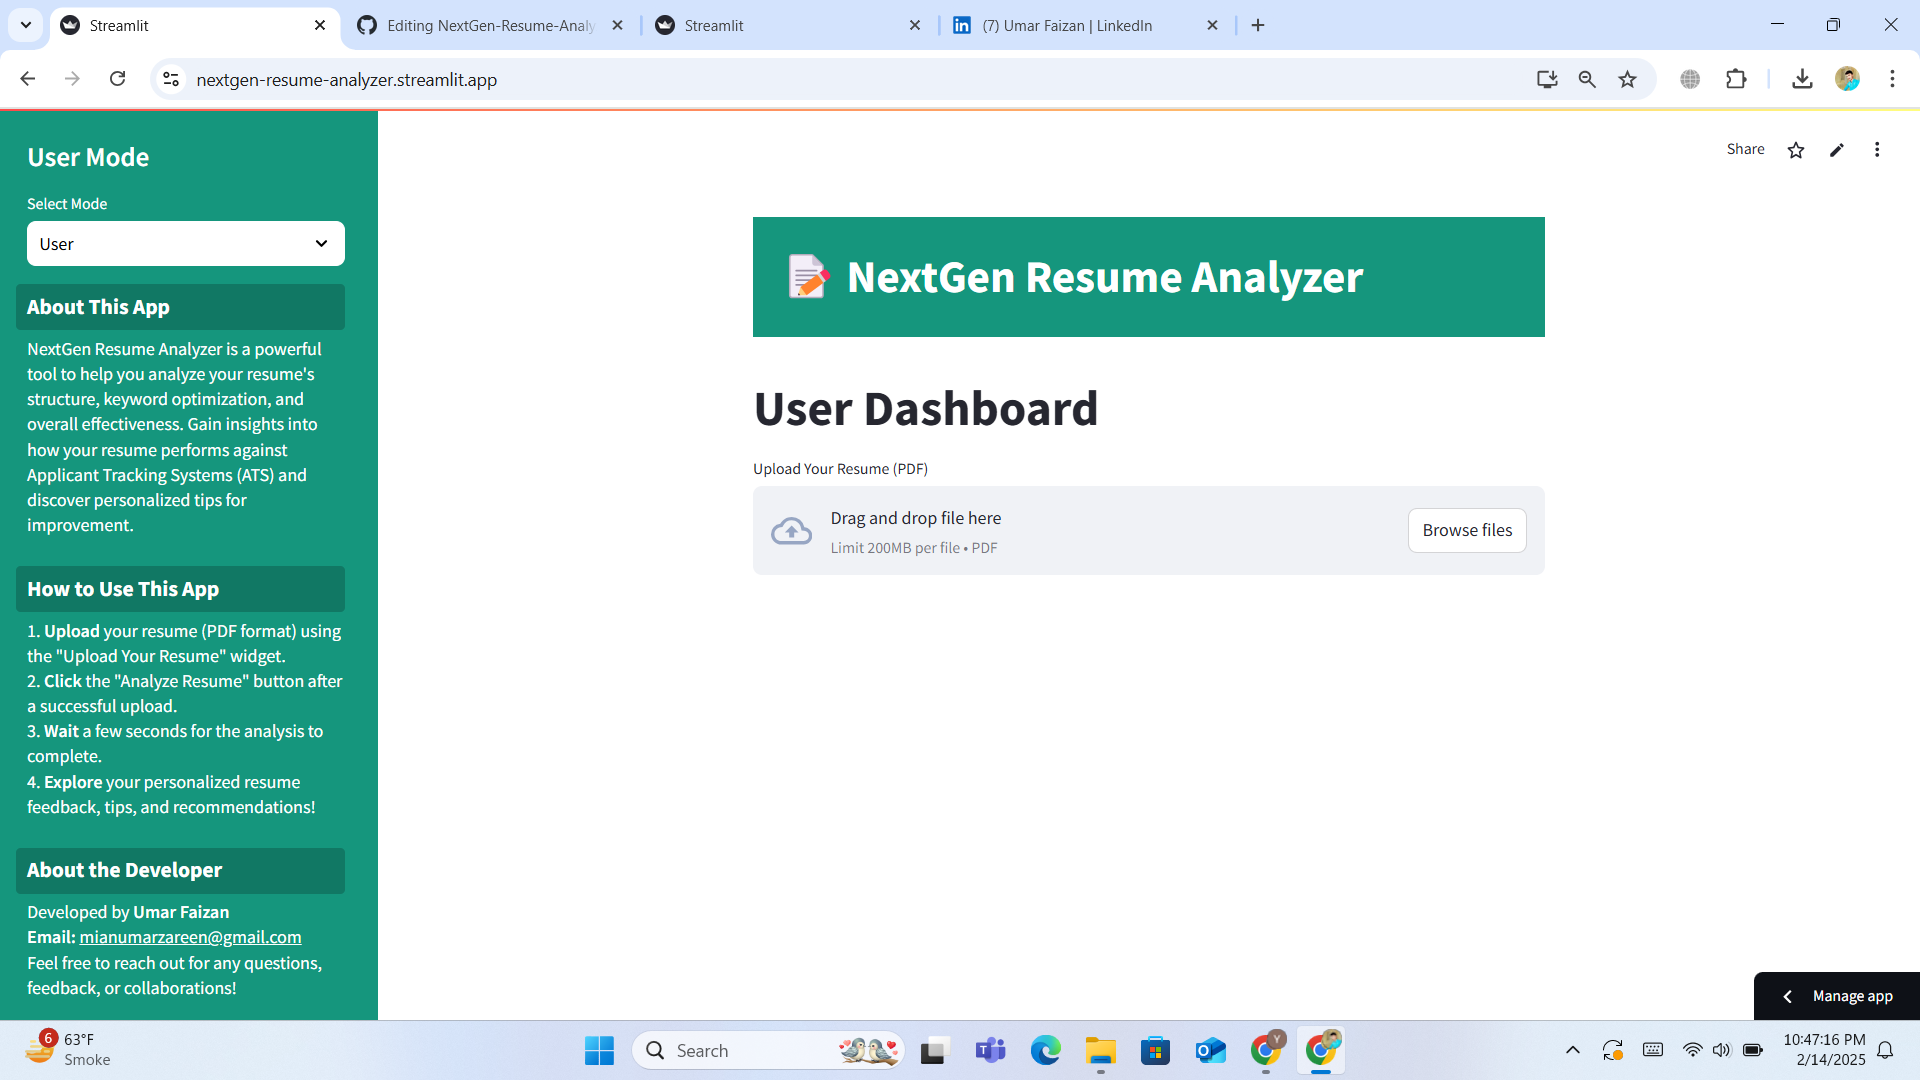 Streamlit
Editing NextGen-Resume-Analy
Streamlit
(7) Umar Faizan | LinkedIn
nextgen-resume-analyzer.streamlit.app
User Mode
Select Mode
User
About This App
NextGen Resume Analyzer is a powerful
tool to help you analyze your resume's
structure, keyword optimization, and
overall effectiveness. Gain insights into
how your resume performs against
Applicant Tracking Systems (ATS) and
discover personalized tips for
improvement.
How to Use This App
1. Upload your resume (PDF format) using
the "Upload Your Resume" widget.
2. Click the "Analyze Resume" button after
a successful upload.
3. Wait a few seconds for the analysis to
complete.
4. Explore your personalized resume
feedback, tips, and recommendations!
About the Developer
Developed by Umar Faizan
Email: mianumarzareen@gmail.com
Feel free to reach out for any questions,
feedback, or collaborations!
Share
NextGen Resume Analyzer
User Dashboard
Upload Your Resume (PDF)
Drag and drop file here
Limit 200MB per file • PDF
Browse files
Manage app
6
63°F
Smoke
Search
Y
10:47:16 PM
2/14/2025